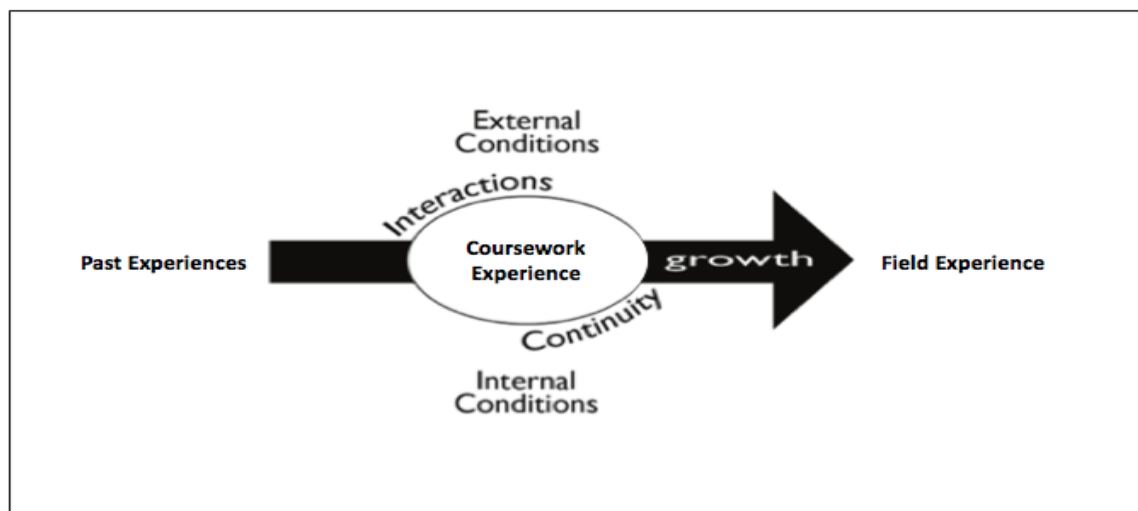 External
Conditions
Interactions
Past Experiences
Coursework
Experience
growth
Field Experience
Continuity
Internal
Conditions